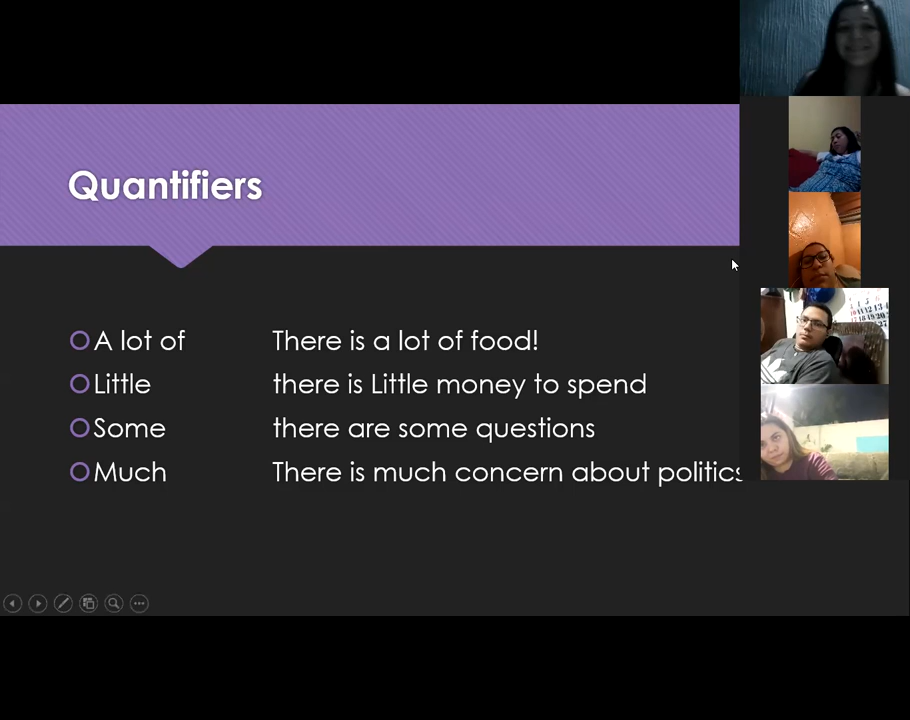 Quantifiers
A lot of There is a lot of food!
Little there is Little money to spend
Some there are some questions
Much There is much concern about politics